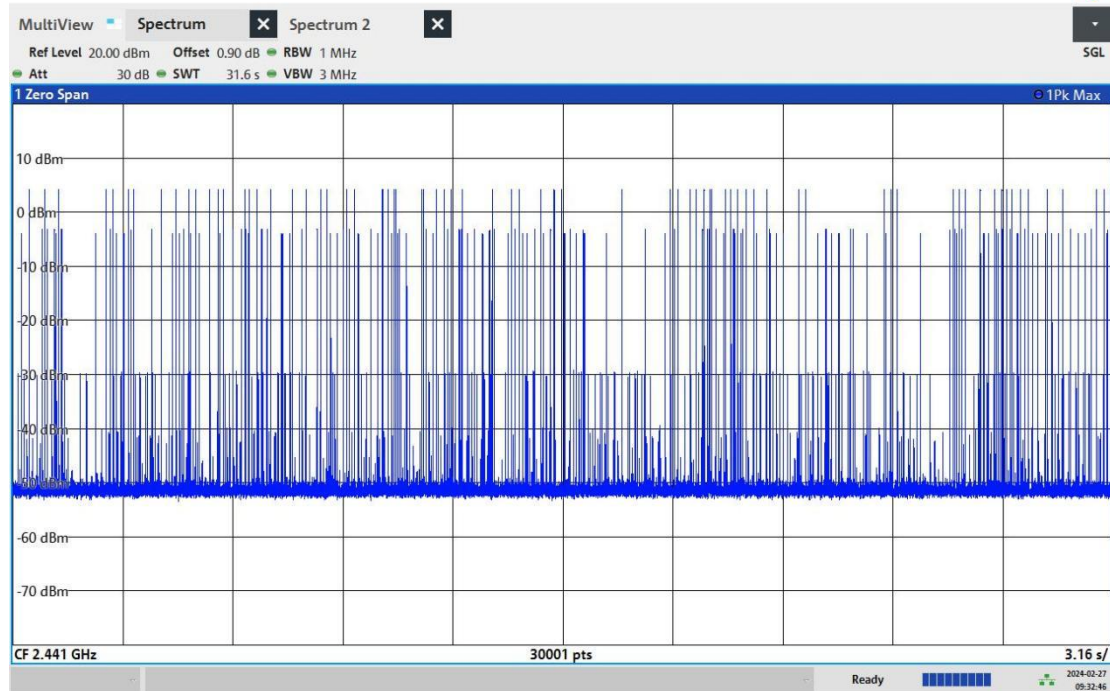 MultiView Spectrum X Spectrum 2 X
Ref Level 20.00 dBm Offset 0.90 dB RBW 1 MHz SGL
Att 30 dB SWT 31.6 s VBW 3 MHz
1 Zero Span 1Pk Max
10 dBm
0 dBm
-10 dBm
-20 dBm
-30 dBm
-40 dBm
-50 dBm
-60 dBm
-70 dBm
CF 2.441 GHz 30001 pts 3.16 s/
Ready 2024-02-27
09:32:46